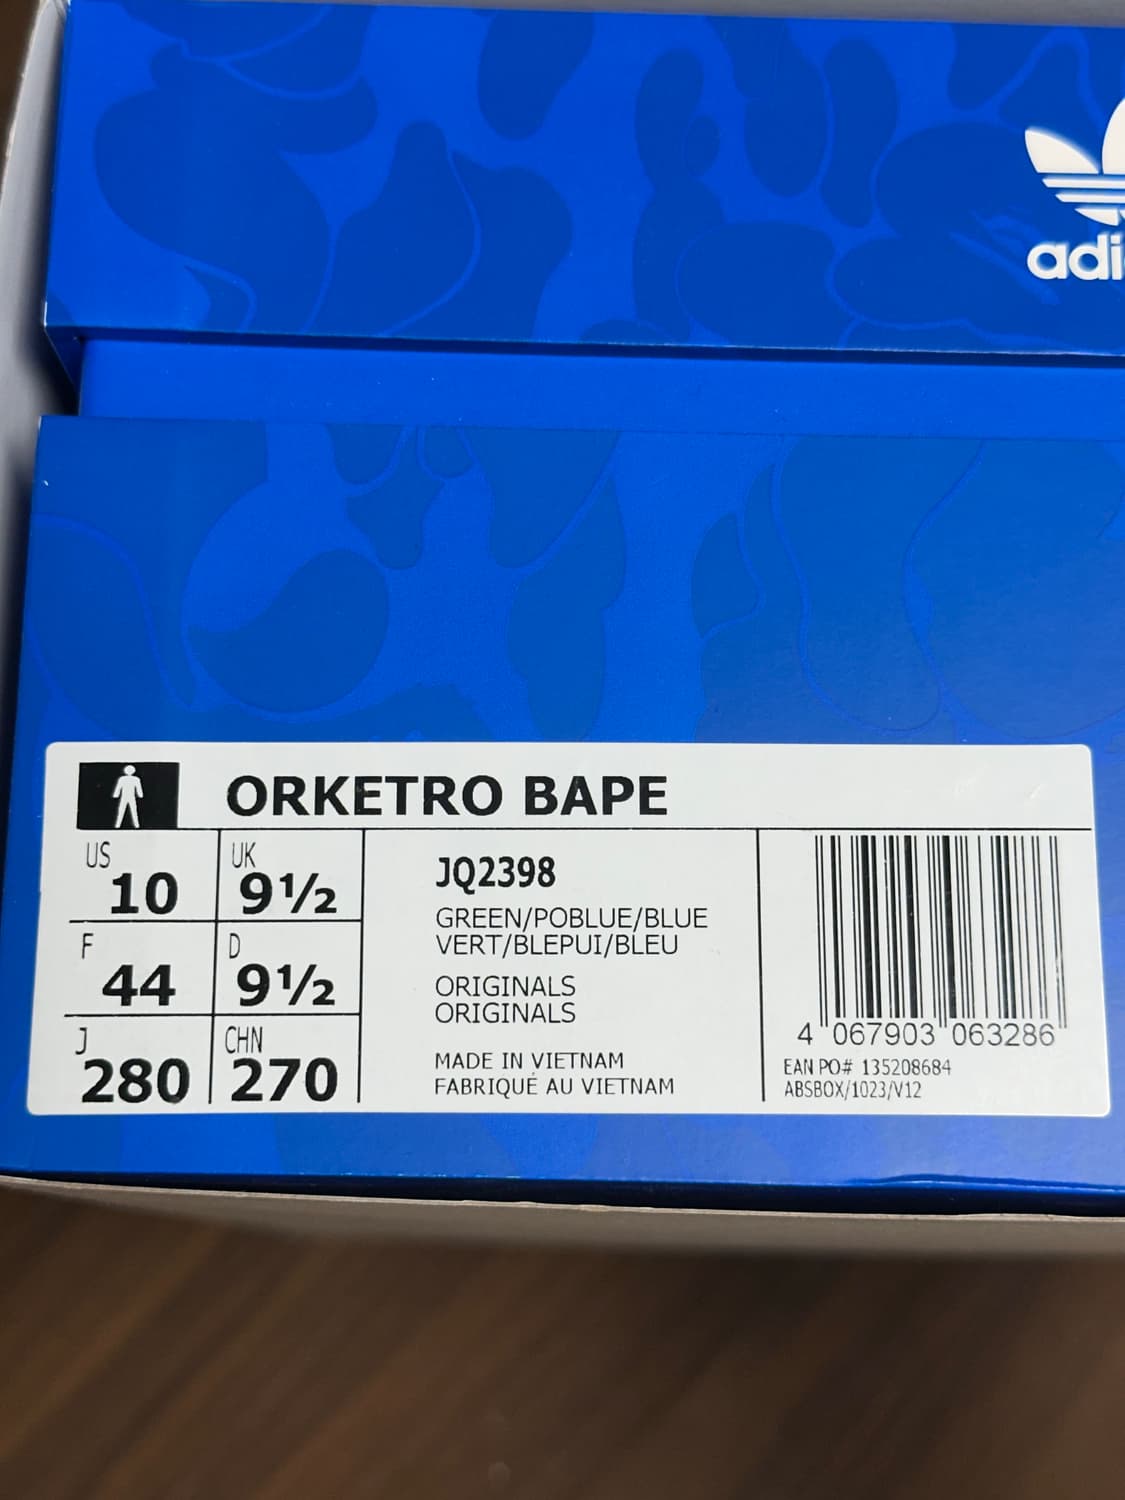 adi
ORKETRO BAPE
US 10
UK 9½
F 44
D 9½
J 280
CHN 270
JQ2398
GREEN/POBLUE/BLUE
VERT/BLEPUI/BLEU
ORIGINALS
ORIGINALS
MADE IN VIETNAM
FABRIQUÉ AU VIETNAM
4 067903 063286
EAN PO# 135208684
ABSBOX/1023/V12